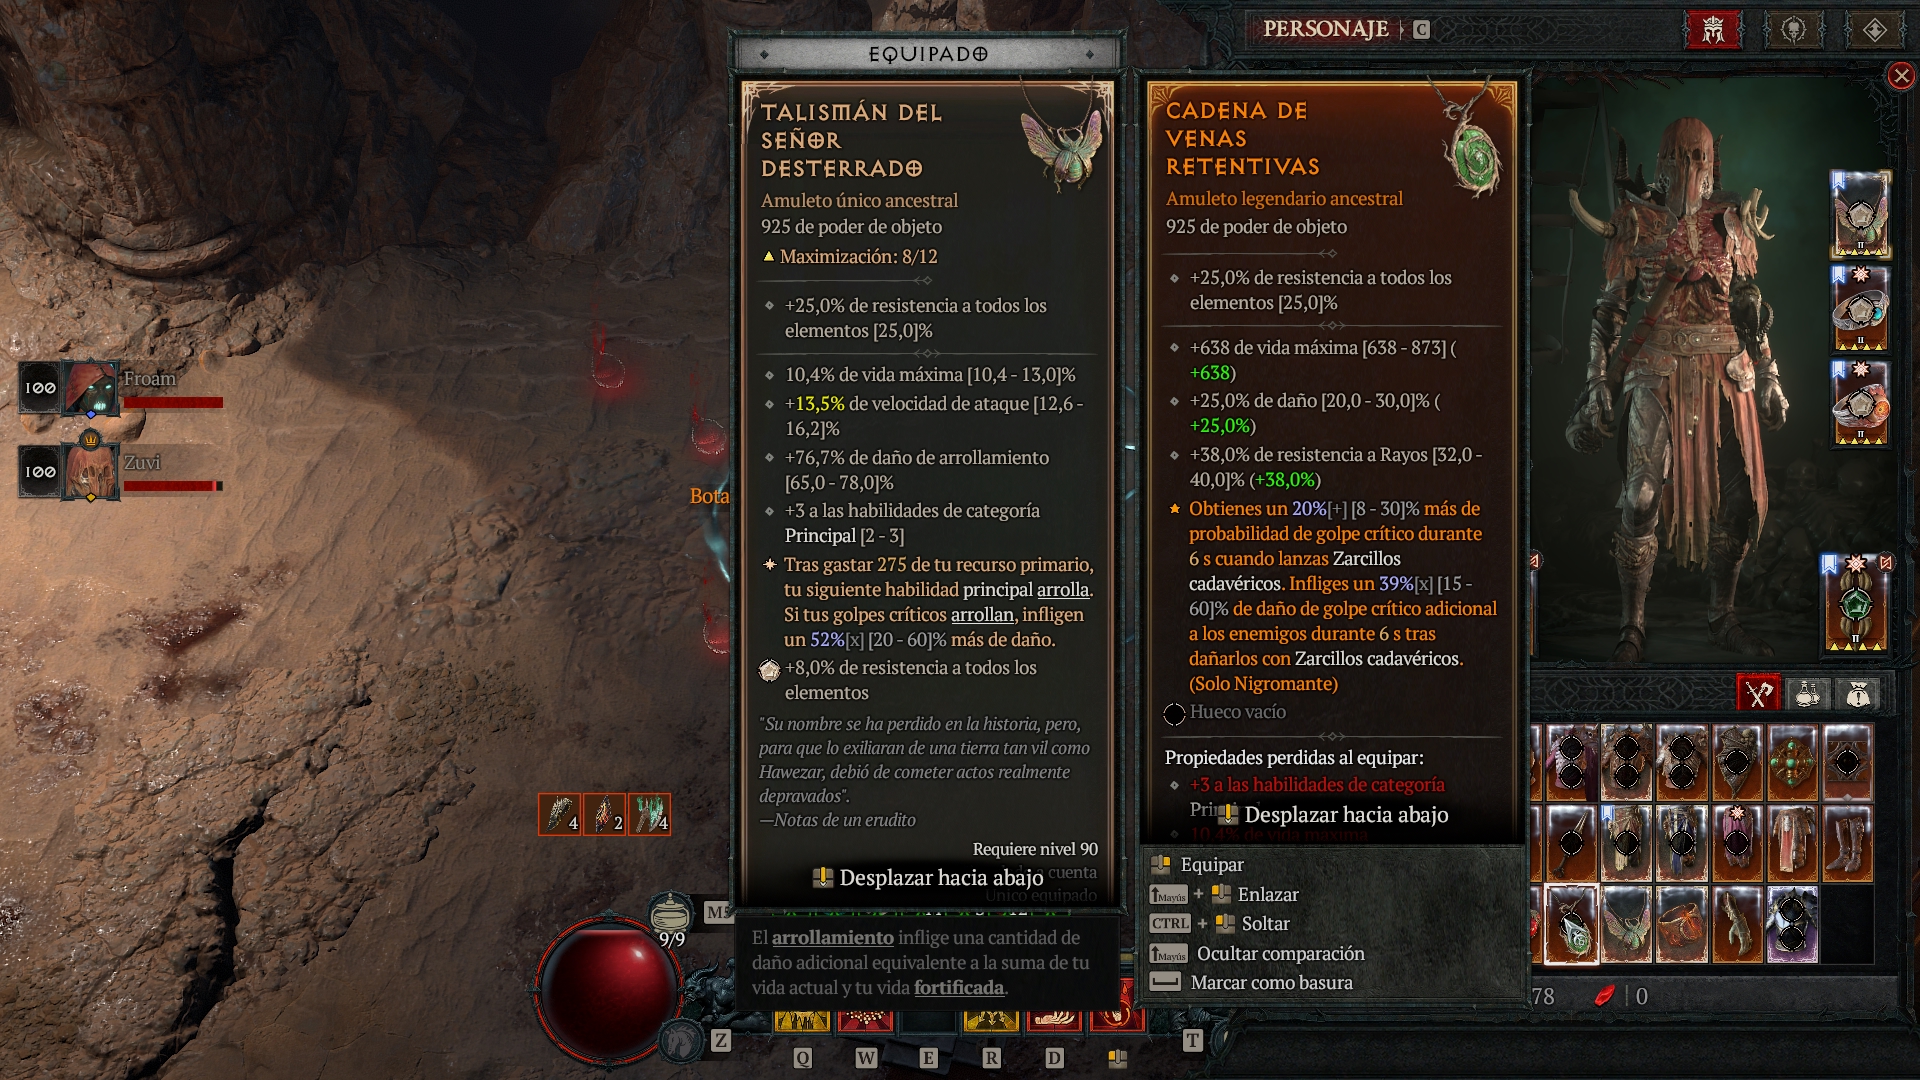 PERSONAJE
C
EQUIPADO
TALISMÁN DEL
SEÑOR
DESTERRADO
Amuleto único ancestral
925 de poder de objeto
Maximización: 8/12
+25,0% de resistencia a todos los
elementos [25,0]%
10,4% de vida máxima [10,4 - 13,0]%
+13,5% de velocidad de ataque [12,6 -
16,2]%
+76,7% de daño de arrollamiento
[65,0 - 78,0]%
+3 a las habilidades de categoría
Principal [2 - 3]
Tras gastar 275 de tu recurso primario,
tu siguiente habilidad principal arrolla.
Si tus golpes críticos arrollan, infligen
un 52%[x] [20 - 60]% más de daño.
+8,0% de resistencia a todos los
elementos
"Su nombre se ha perdido en la historia, pero,
para que lo exiliaran de una tierra tan vil como
Hawezar, debió de cometer actos realmente
depravados".
—Notas de un erudito
Requiere nivel 90
cuenta
Único equipado
Desplazar hacia abajo
El arrollamiento inflige una cantidad de
daño adicional equivalente a la suma de tu
vida actual y tu vida fortificada.
CADENA DE
VENAS
RETENTIVAS
Amuleto legendario ancestral
925 de poder de objeto
+25,0% de resistencia a todos los
elementos [25,0]%
+638 de vida máxima [638 - 873] (
+638)
+25,0% de daño [20,0 - 30,0]% (
+25,0%)
+38,0% de resistencia a Rayos [32,0 -
40,0]% (+38,0%)
Obtienes un 20%[+] [8 - 30]% más de
probabilidad de golpe crítico durante
6 s cuando lanzas Zarcillos
cadavéricos. Infliges un 39%[x] [15 -
60]% de daño de golpe crítico adicional
a los enemigos durante 6 s tras
dañarlos con Zarcillos cadavéricos.
(Solo Nigromante)
Hueco vacío
Propiedades perdidas al equipar:
+3 a las habilidades de categoría
10,4% de vida máxima
Desplazar hacia abajo
Equipar
Mayús + Enlazar
CTRL + Soltar
Mayús Ocultar comparación
Marcar como basura
100
Froam
100
Zuvi
Bota
4
2
4
9/9
Z
Q
W
E
R
D
T
78
0